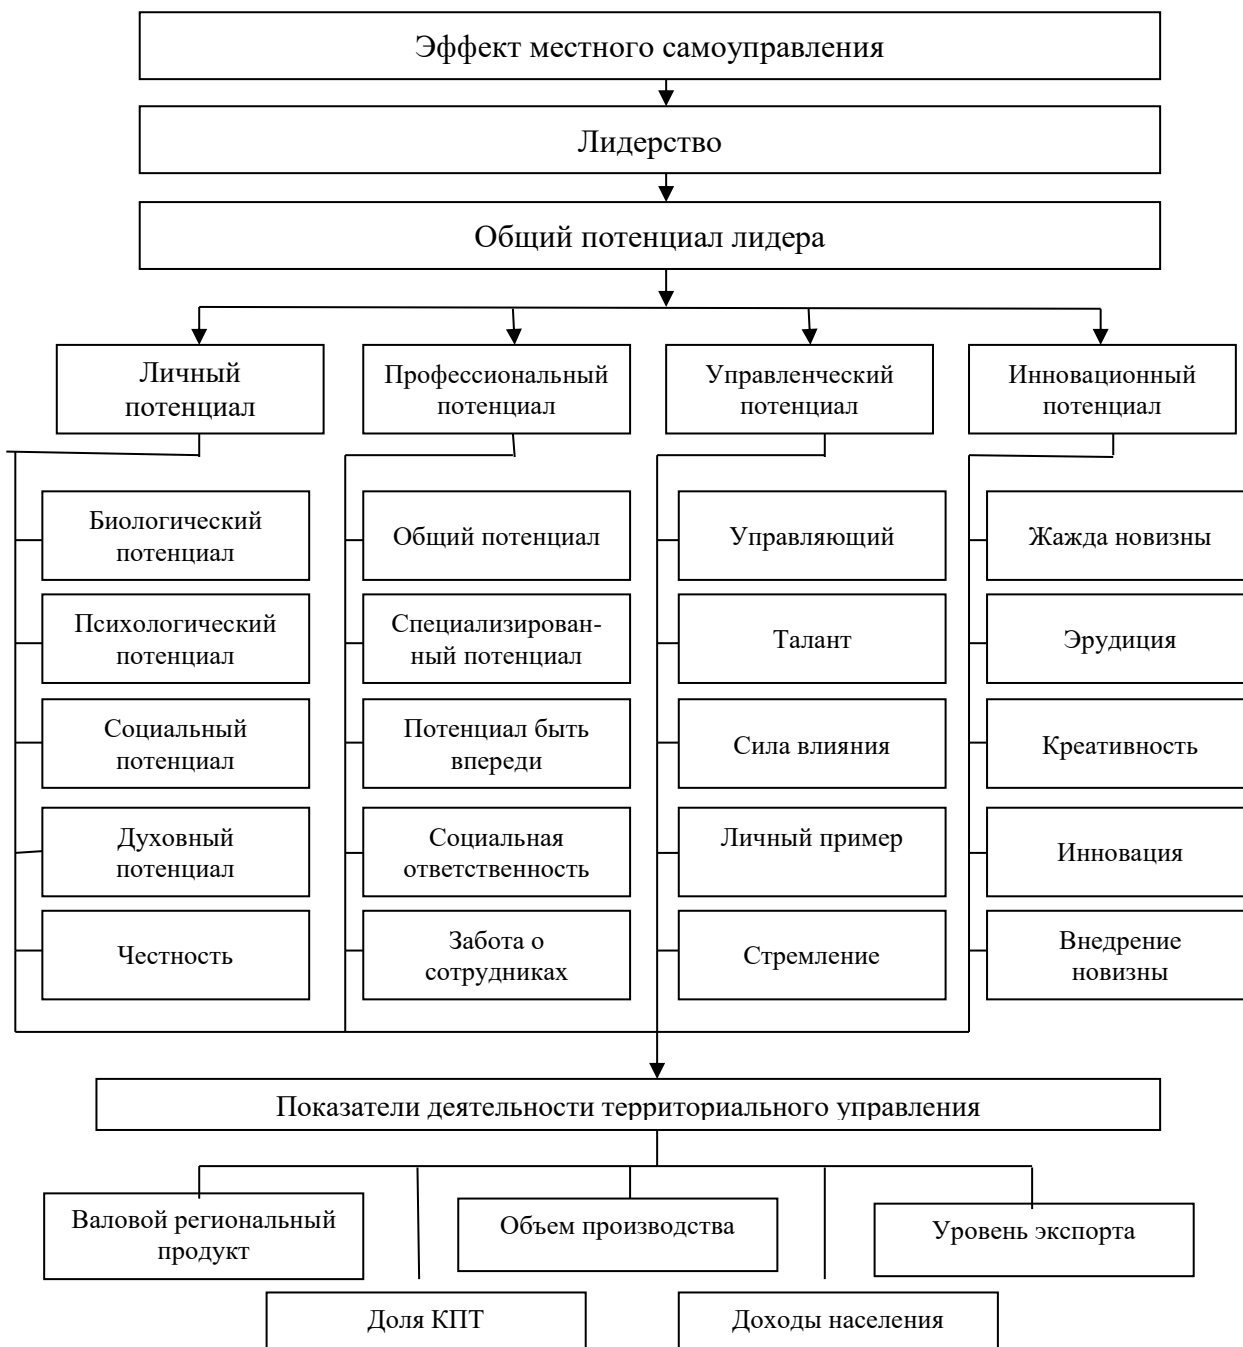 Эффект местного самоуправления
Лидерство
Общий потенциал лидера
Личный
потенциал
Профессиональный
потенциал
Управленческий
потенциал
Инновационный
потенциал
Биологический
потенциал
Общий потенциал
Управляющий
Жажда новизны
Психологический
потенциал
Специализирован-
ный потенциал
Талант
Эрудиция
Социальный
потенциал
Потенциал быть
впереди
Сила влияния
Креативность
Духовный
потенциал
Социальная
ответственность
Личный пример
Инновация
Честность
Забота о
сотрудниках
Стремление
Внедрение
новизны
Показатели деятельности территориального управления
Валовой региональный
продукт
Объем производства
Уровень экспорта
Доля КПТ
Доходы населения